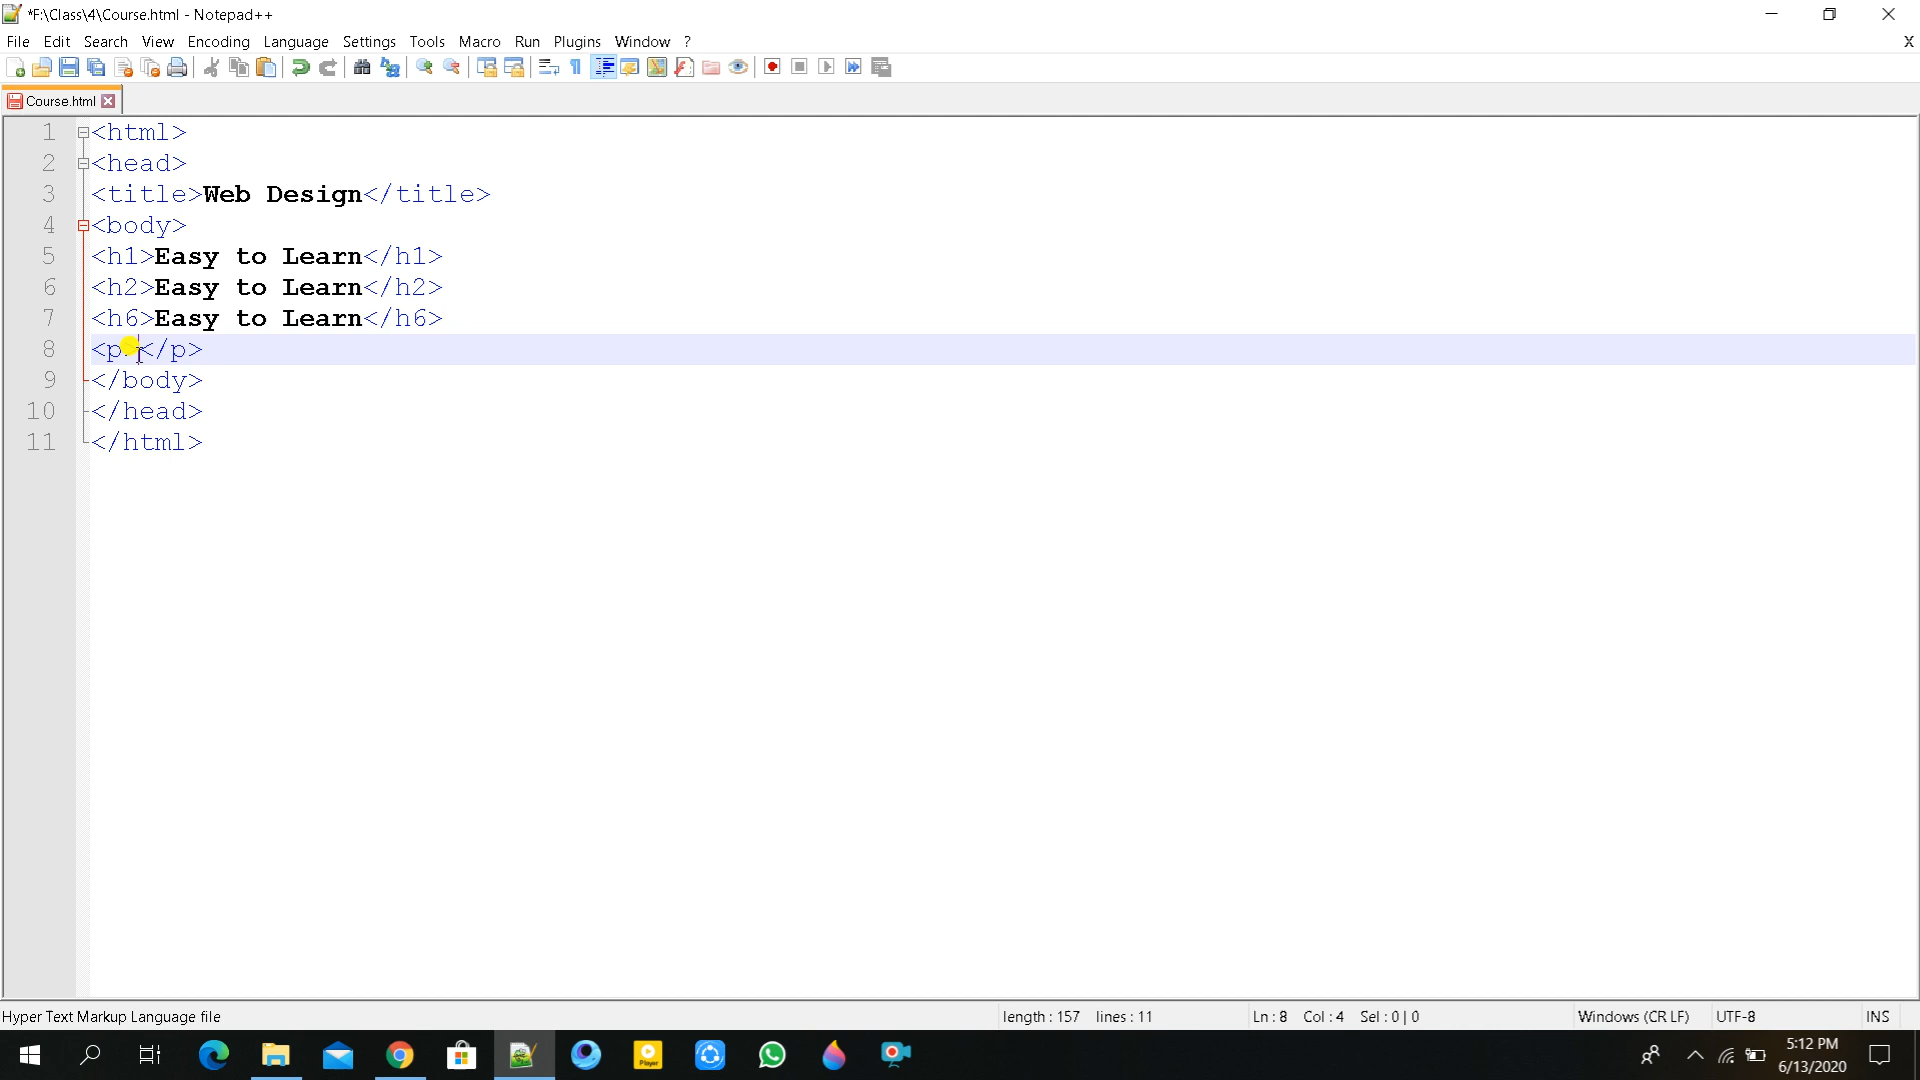 *F:\Class\4\Course.html - Notepad++
File Edit Search View Encoding Language Settings Tools Macro Run Plugins Window ? X
Course.html
1 <html>
2 <head>
3 <title>Web Design</title>
4 <body>
5 <h1>Easy to Learn</h1>
6 <h2>Easy to Learn</h2>
7 <h6>Easy to Learn</h6>
8 <p></p>
9 </body>
10 </head>
11 </html>
Hyper Text Markup Language file length : 157 lines : 11 Ln : 8 Col : 4 Sel : 0 | 0 Windows (CR LF) UTF-8 INS
Player
5:12 PM
6/13/2020